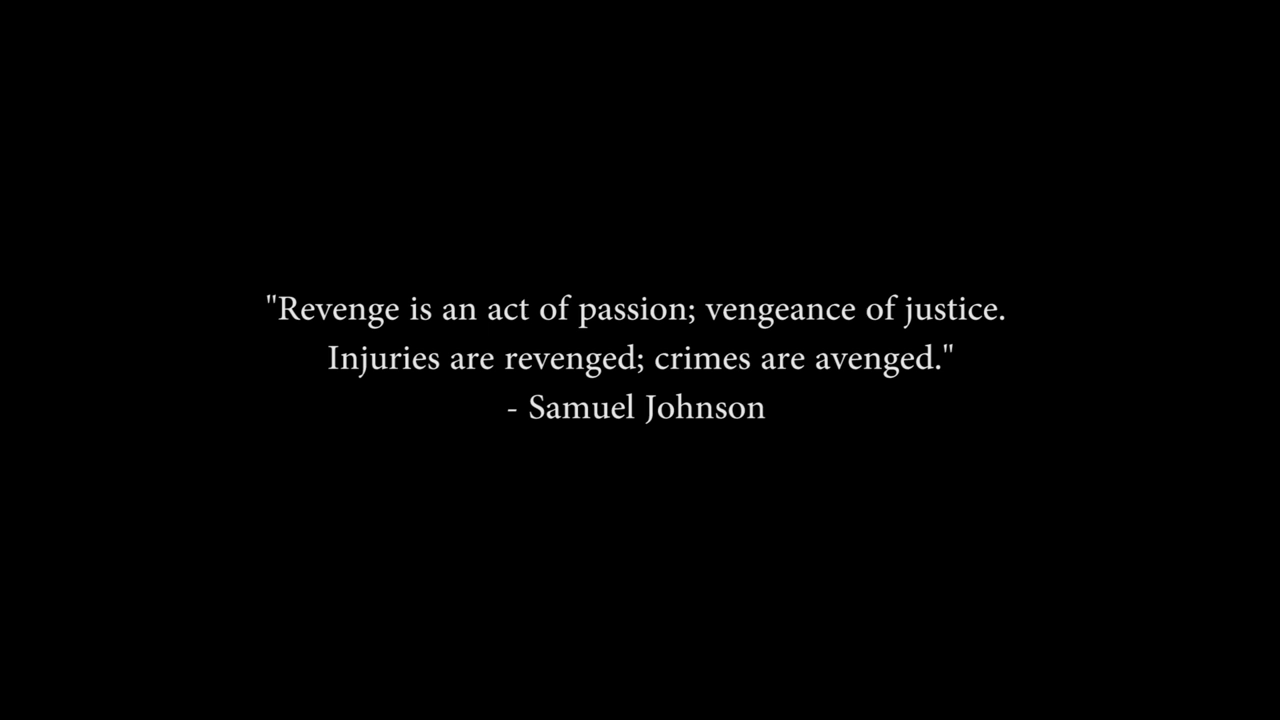 "Revenge is an act of passion; vengeance of justice.
Injuries are revenged; crimes are avenged."
- Samuel Johnson